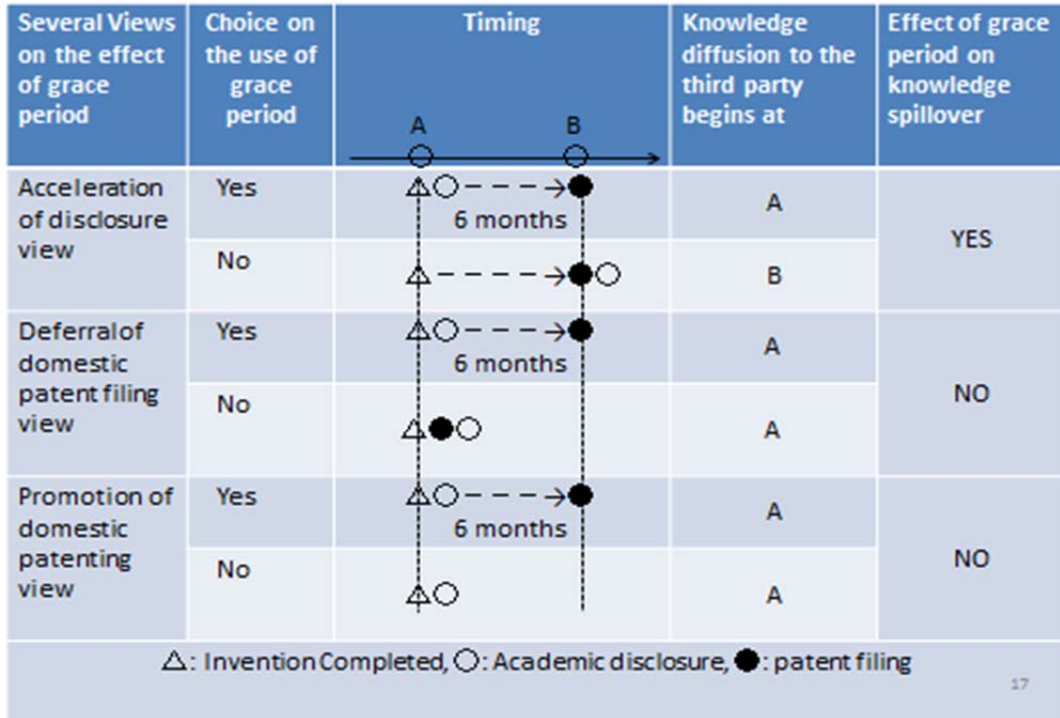 Several Views
on the effect
of grace
period
Choice on
the use of
grace
period
Timing
A
B
Knowledge
diffusion to the
third party
begins at
Effect of grace
period on
knowledge
spillover
Acceleration
of disclosure
view
Yes
6 months
A
YES
No
B
Deferral of
domestic
patent filing
view
Yes
6 months
A
NO
No
A
Promotion of
domestic
patenting
view
Yes
6 months
A
NO
No
A
△: Invention Completed, ○: Academic disclosure, ●: patent filing
17